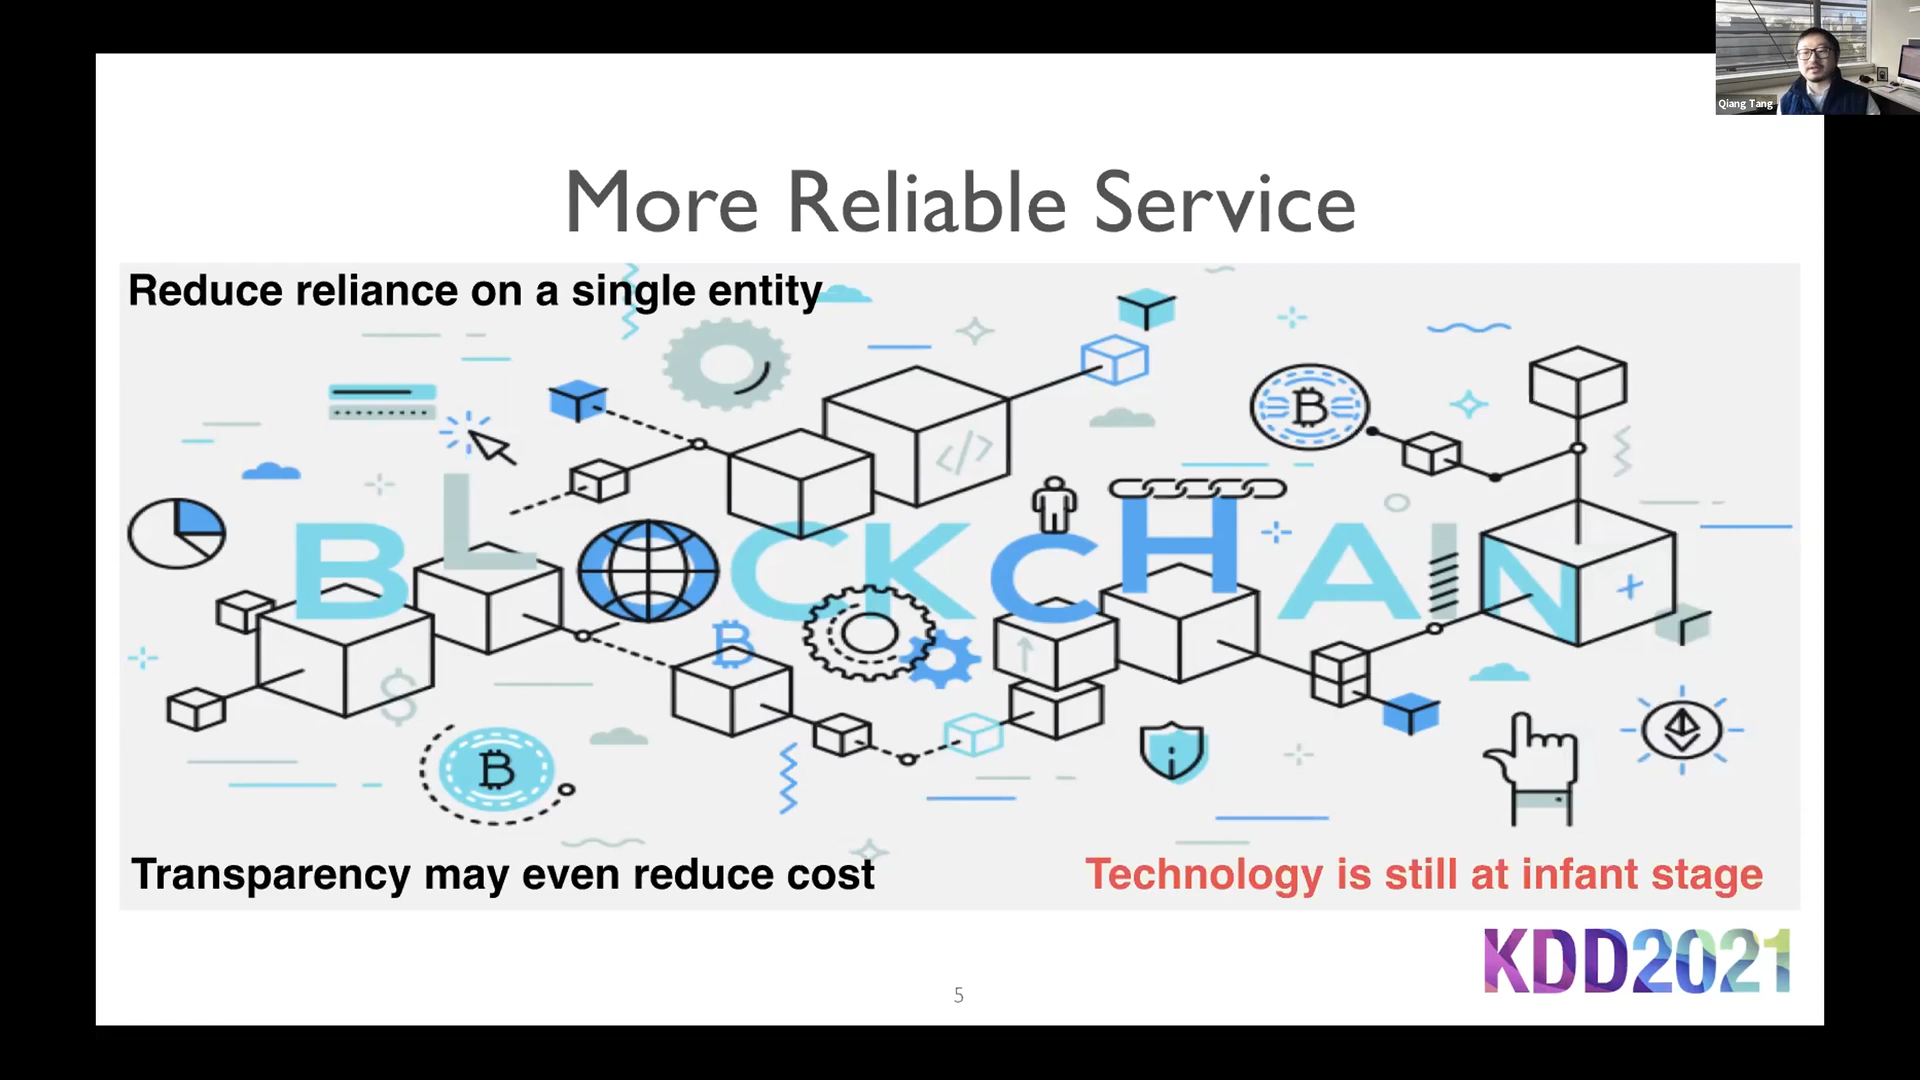 Qiang Tang
More Reliable Service
Reduce reliance on a single entity
BLOCKCHAIN
Transparency may even reduce cost
Technology is still at infant stage
KDD2021
5